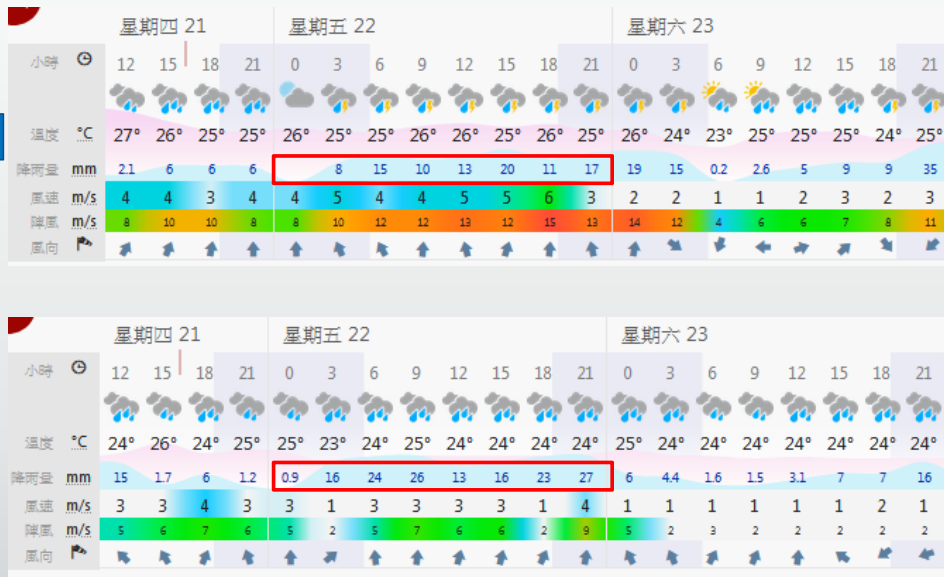 星期四 21 星期五 22 星期六 23
小時 12 15 18 21 0 3 6 9 12 15 18 21 0 3 6 9 12 15 18 21
溫度 °C 27° 26° 25° 25° 26° 25° 25° 26° 26° 25° 26° 25° 26° 24° 23° 25° 25° 25° 24° 25°
降雨量 mm 2.1 6 6 6 8 15 10 13 20 11 17 19 15 0.2 2.6 5 9 9 35
風速 m/s 4 4 3 4 4 5 4 4 5 5 6 3 2 2 1 1 2 3 2 3
陣風 m/s 8 10 10 8 8 10 12 12 13 12 15 13 14 12 4 6 6 7 8 11
風向
星期四 21 星期五 22 星期六 23
小時 12 15 18 21 0 3 6 9 12 15 18 21 0 3 6 9 12 15 18 21
溫度 °C 24° 26° 24° 25° 25° 23° 24° 25° 24° 24° 24° 24° 25° 24° 24° 24° 24° 24° 24° 24°
降雨量 mm 15 1.7 6 1.2 0.9 16 24 26 13 16 23 27 6 4.4 1.6 1.5 3.1 7 7 16
風速 m/s 3 3 4 3 3 1 3 3 3 3 1 4 1 1 1 1 1 1 2 1
陣風 m/s 5 6 7 6 5 2 5 7 6 6 2 9 5 2 3 2 2 2 2 2
風向